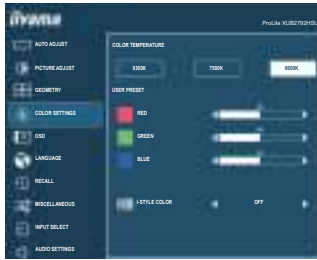 iiyama
ProLite XUB2792HSU
AUTO ADJUST
PICTURE ADJUST
GEOMETRY
COLOR SETTINGS
OSD
LANGUAGE
RECALL
MISCELLANEOUS
INPUT SELECT
AUDIO SETTINGS
COLOR TEMPERATURE
9300K
7500K
6500K
USER PRESET
RED
GREEN
BLUE
I-STYLE COLOR
OFF